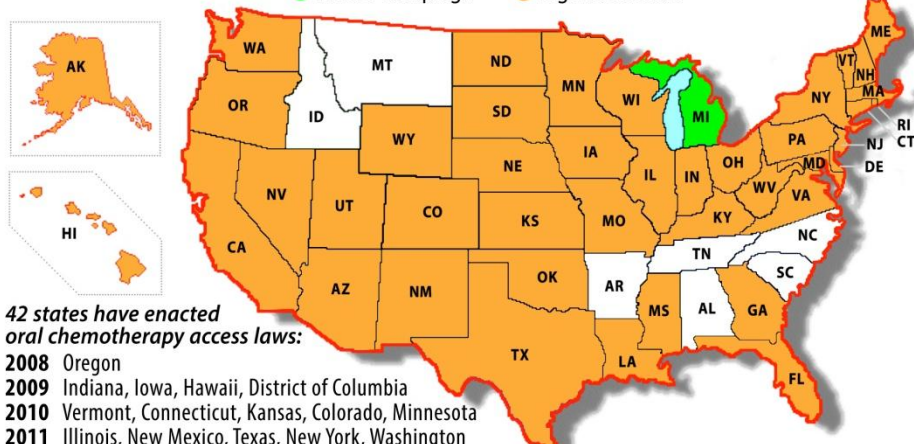 AK
HI
WA
OR
CA
NV
ID
MT
WY
UT
CO
AZ
NM
ND
SD
NE
KS
OK
TX
MN
IA
MO
AR
LA
WI
IL
MI
IN
OH
KY
TN
MS
AL
GA
FL
SC
NC
VA
WV
PA
NY
VT
NH
ME
MA
RI
CT
NJ
DE
MD
42 states have enacted
oral chemotherapy access laws:
2008 Oregon
2009 Indiana, Iowa, Hawaii, District of Columbia
2010 Vermont, Connecticut, Kansas, Colorado, Minnesota
2011 Illinois, New Mexico, Texas, New York, Washington